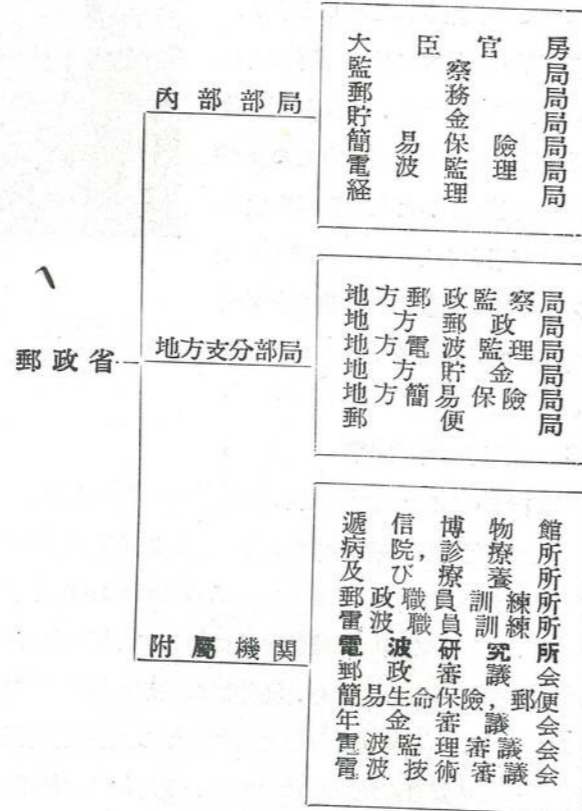 郵政省
内部部局
大臣官房
監察局
郵務局
貯金局
簡易保險局
電波監理局
経理局
地方支分部局
地方郵政監察局
地方郵政局
地方電波監理局
地方貯金局
地方簡易保險局
郵便局
附屬機関
遞信博物館
病院,診療所
及び療養所
郵政職員訓練所
電波職員訓練所
電波研究所
郵政審議会
簡易生命保險,郵便
年金審議会
電波監理審議会
電波技術審議会